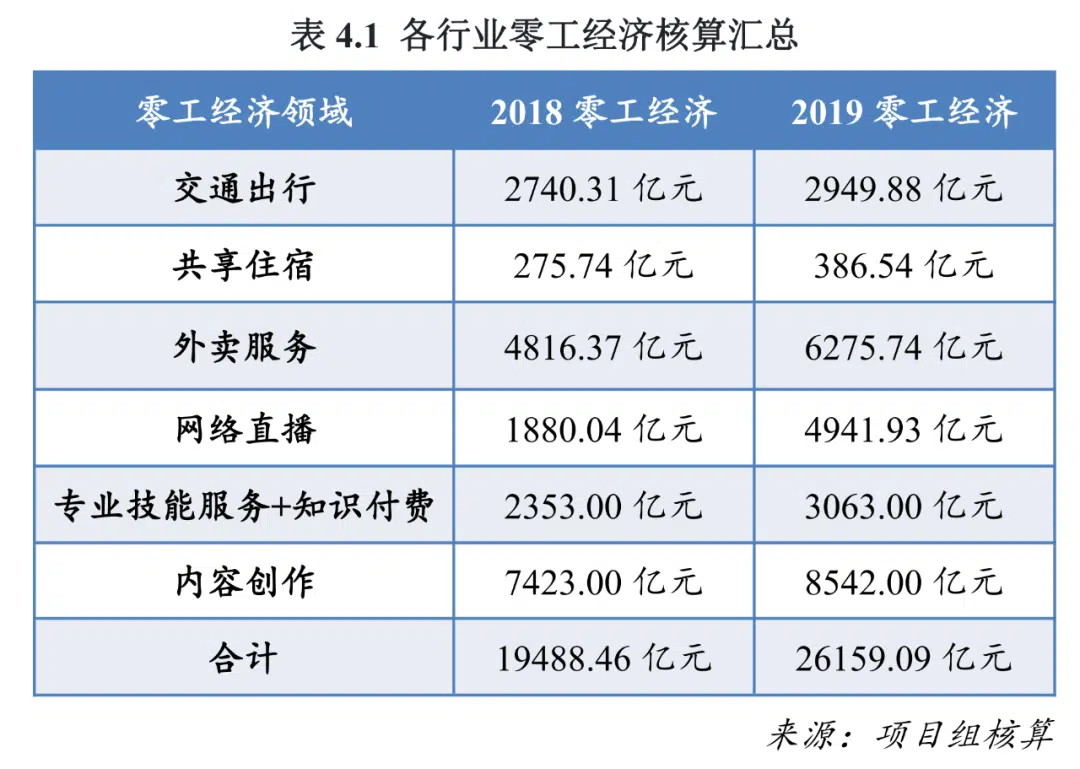 表 4.1 各行业零工经济核算汇总
零工经济领域 2018 零工经济 2019 零工经济
交通出行 2740.31 亿元 2949.88 亿元
共享住宿 275.74 亿元 386.54 亿元
外卖服务 4816.37 亿元 6275.74 亿元
网络直播 1880.04 亿元 4941.93 亿元
专业技能服务+知识付费 2353.00 亿元 3063.00 亿元
内容创作 7423.00 亿元 8542.00 亿元
合计 19488.46 亿元 26159.09 亿元
来源：项目组核算